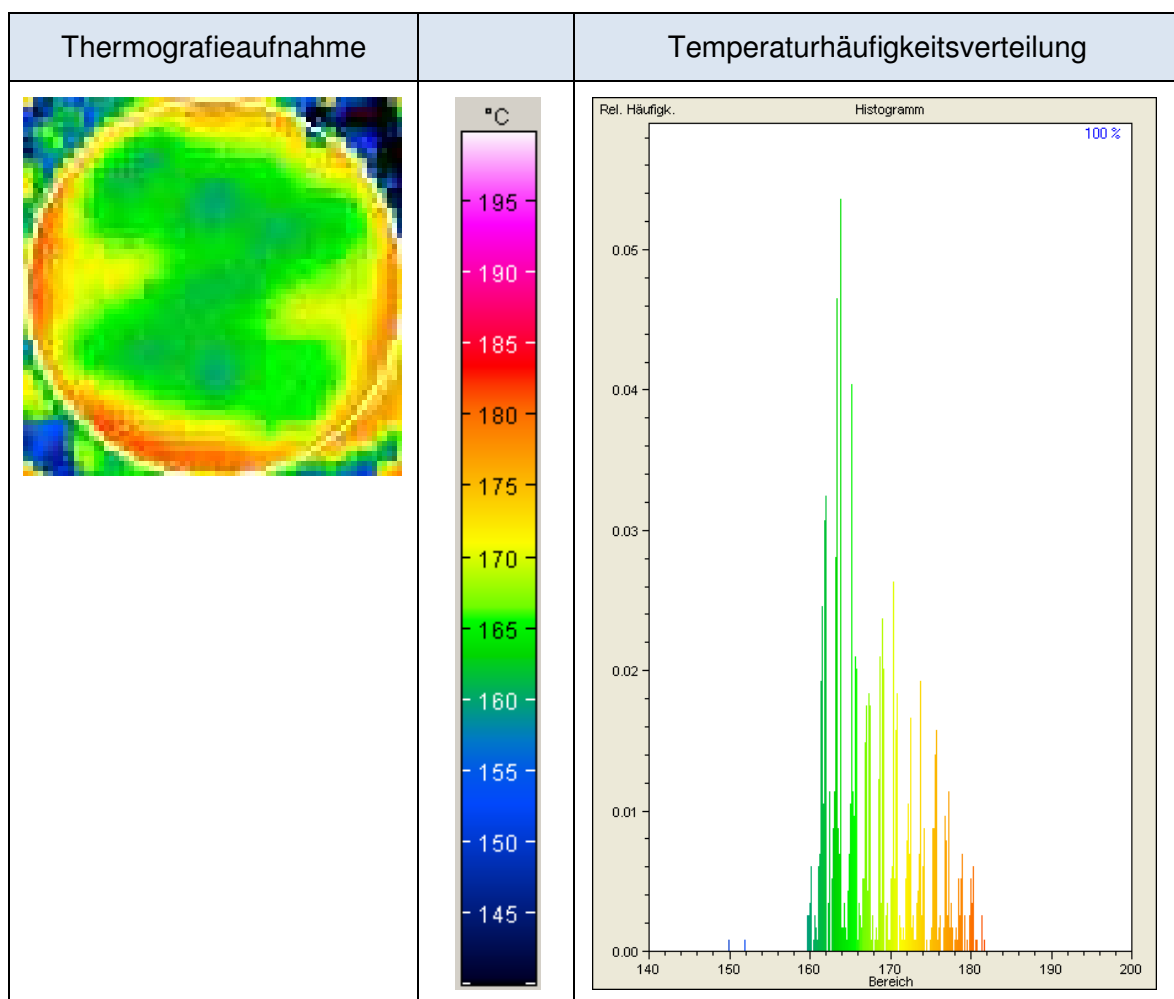 Thermografieaufnahme
Temperaturhäufigkeitsverteilung
°C
195
190
185
180
175
170
165
160
155
150
145
Rel. Häufigk.
Histogramm
100 %
0.05
0.04
0.03
0.02
0.01
0.00
140 150 160 170 180 190 200
Bereich